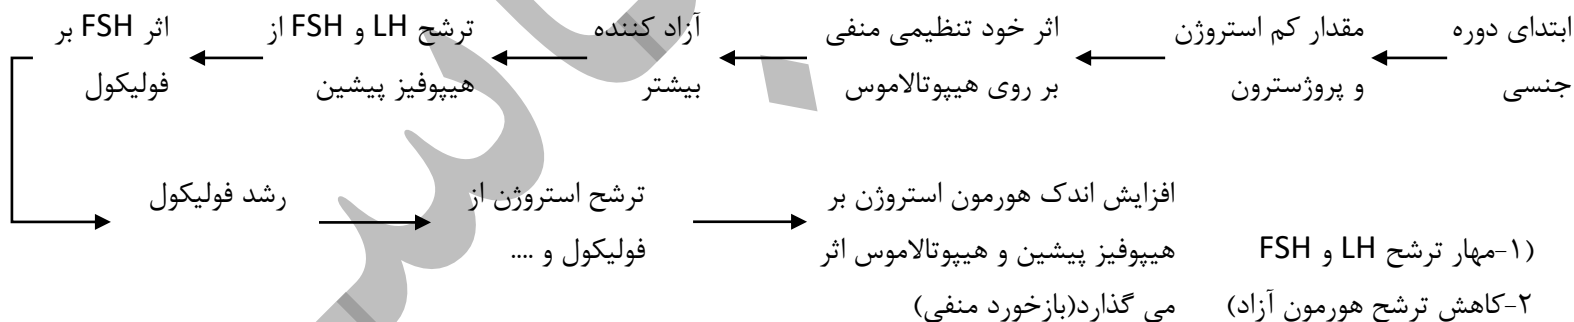 ابتدای دوره مقدار کم استروژن اثر خود تنظیمی منفی آزاد کننده ترشح LH و FSH از اثر FSH بر
جنسی و پروژسترون بر روی هیپوتالاموس بیشتر هیپوفیز پیشین فولیکول
رشد فولیکول ترشح استروژن از افزایش اندک هورمون استروژن بر
فولیکول و .... هیپوفیز پیشین و هیپوتالاموس اثر (۱-مهار ترشح LH و FSH
می گذارد(بازخورد منفی) ۲-کاهش ترشح هورمون آزاد)